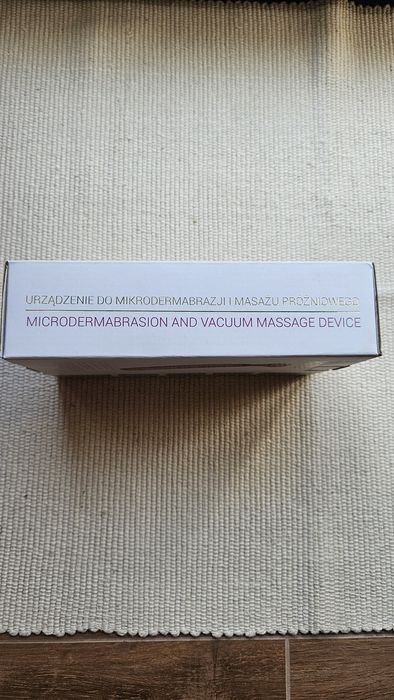 URZĄDZENIE DO MIKRODERMABRAZJI I MASAŻU PRÓŻNIOWEGO
MICRODERMABRASION AND VACUUM MASSAGE DEVICE